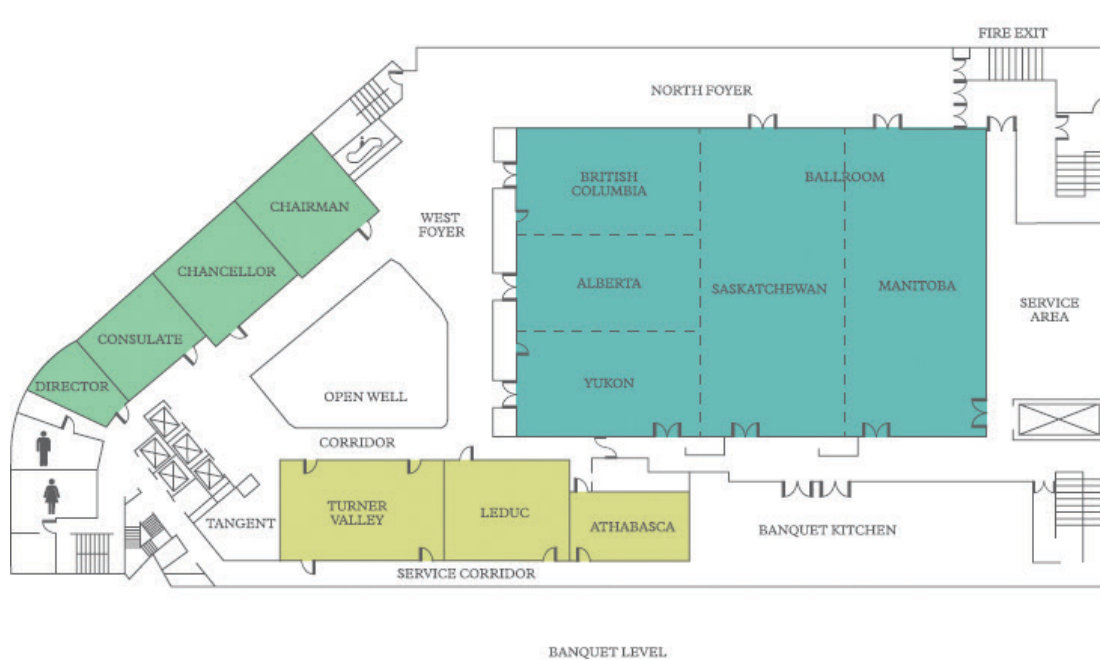 FIRE EXIT
NORTH FOYER
BRITISH
COLUMBIA
BALLROOM
CHAIRMAN
WEST
FOYER
CHANCELLOR
ALBERTA
SASKATCHEWAN
MANITOBA
SERVICE
AREA
CONSULATE
DIRECTOR
YUKON
OPEN WELL
CORRIDOR
TURNER
VALLEY
LEDUC
TANGENT
ATHABASCA
BANQUET KITCHEN
SERVICE CORRIDOR
BANQUET LEVEL